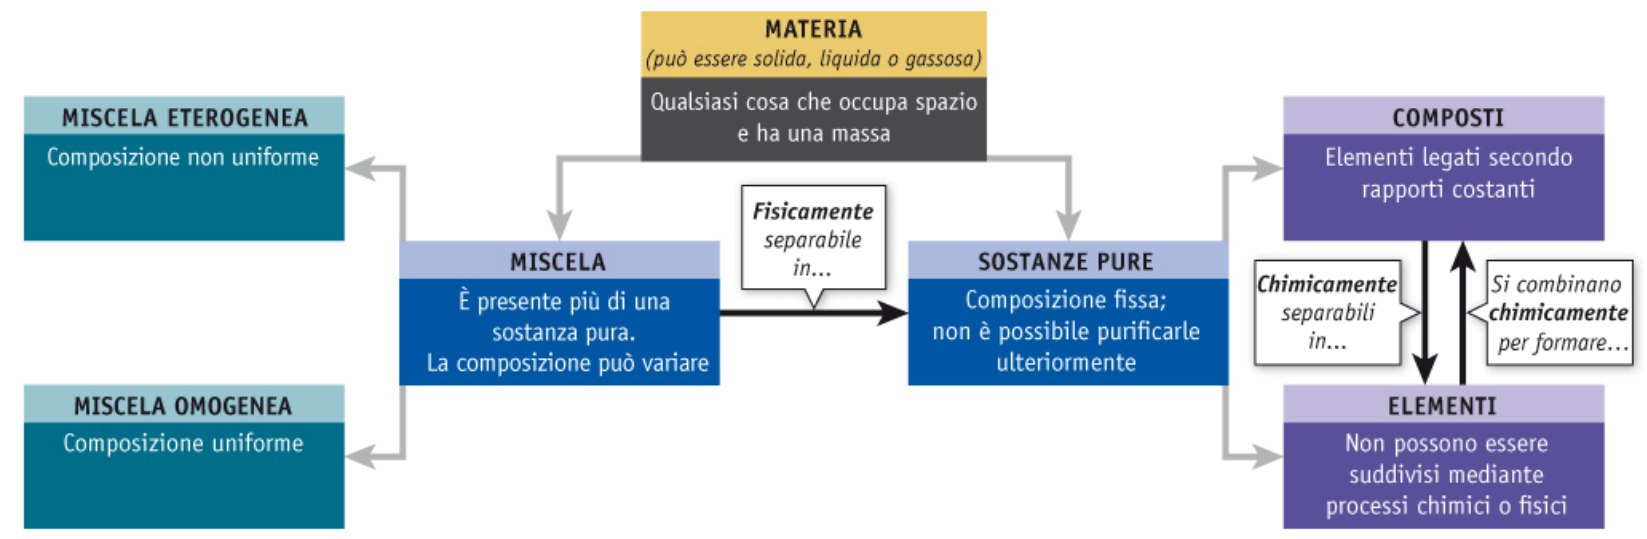 MATERIA
(può essere solida, liquida o gassosa)
Qualsiasi cosa che occupa spazio
e ha una massa
MISCELA ETEROGENEA
Composizione non uniforme
MISCELA OMOGENEA
Composizione uniforme
MISCELA
È presente più di una
sostanza pura.
La composizione può variare
Fisicamente
separabile
in...
SOSTANZE PURE
Composizione fissa;
non è possibile purificarle
ulteriormente
COMPOSTI
Elementi legati secondo
rapporti costanti
Chimicamente
separabili
in...
Si combinano
chimicamente
per formare...
ELEMENTI
Non possono essere
suddivisi mediante
processi chimici o fisici